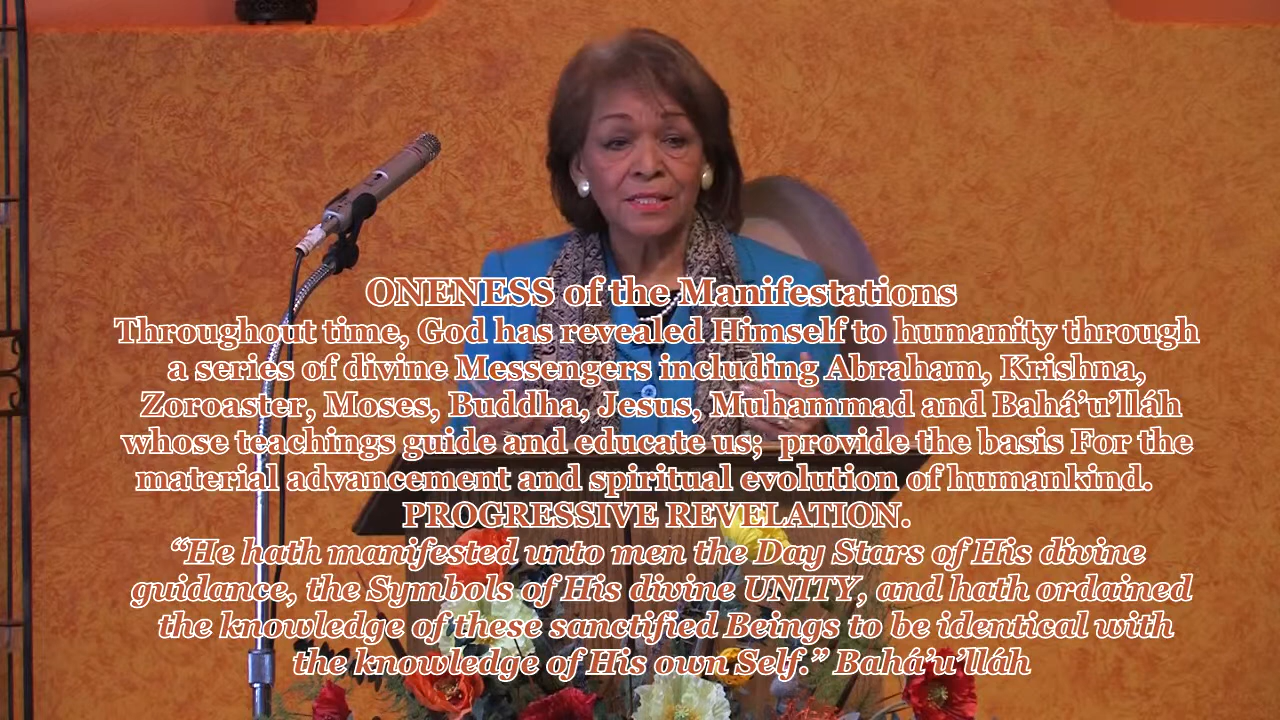 ONENESS of the Manifestations
Throughout time, God has revealed Himself to humanity through
a series of divine Messengers including Abraham, Krishna,
Zoroaster, Moses, Buddha, Jesus, Muhammad and Bahá’u’lláh
whose teachings guide and educate us;  provide the basis For the
material advancement and spiritual evolution of humankind.
PROGRESSIVE REVELATION.
“He hath manifested unto men the Day Stars of His divine
guidance, the Symbols of His divine UNITY, and hath ordained
the knowledge of these sanctified Beings to be identical with
the knowledge of His own Self.” Bahá’u’lláh